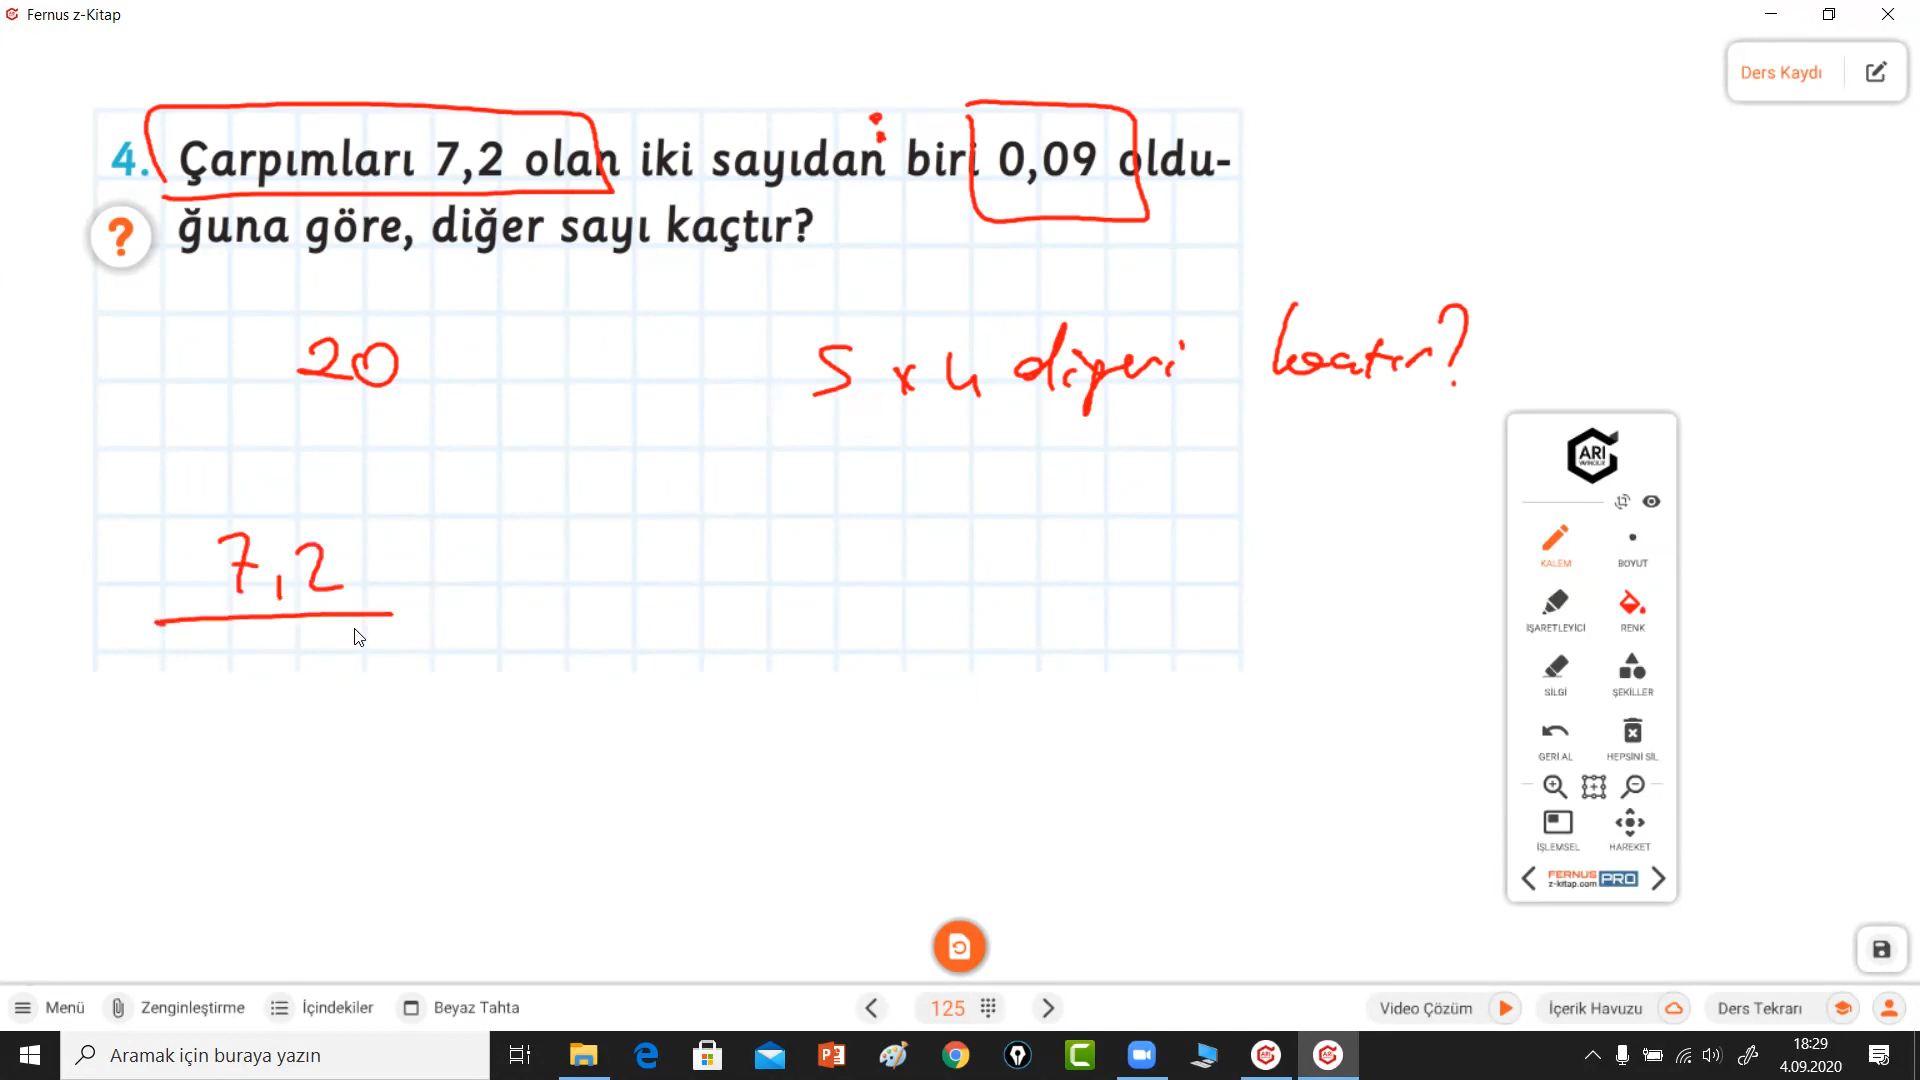 Fernus z-Kitap
Ders Kaydı
4. Çarpımları 7,2 olan iki sayıdan biri 0,09 oldu-
ğuna göre, diğer sayı kaçtır?
?
20
5 x 4 diğeri kaçtır?
7,2
ARI
YAYINCILIK
KALEM
BOYUT
İŞARETLEYİCİ
RENK
SİLGİ
ŞEKİLLER
GERİ AL
HEPSİNİ SİL
İŞLEMSEL
HAREKET
FERNUS
z-kitap.com PRO
Menü
Zenginleştirme
İçindekiler
Beyaz Tahta
125
Video Çözüm
İçerik Havuzu
Ders Tekrarı
Aramak için buraya yazın
18:29
4.09.2020